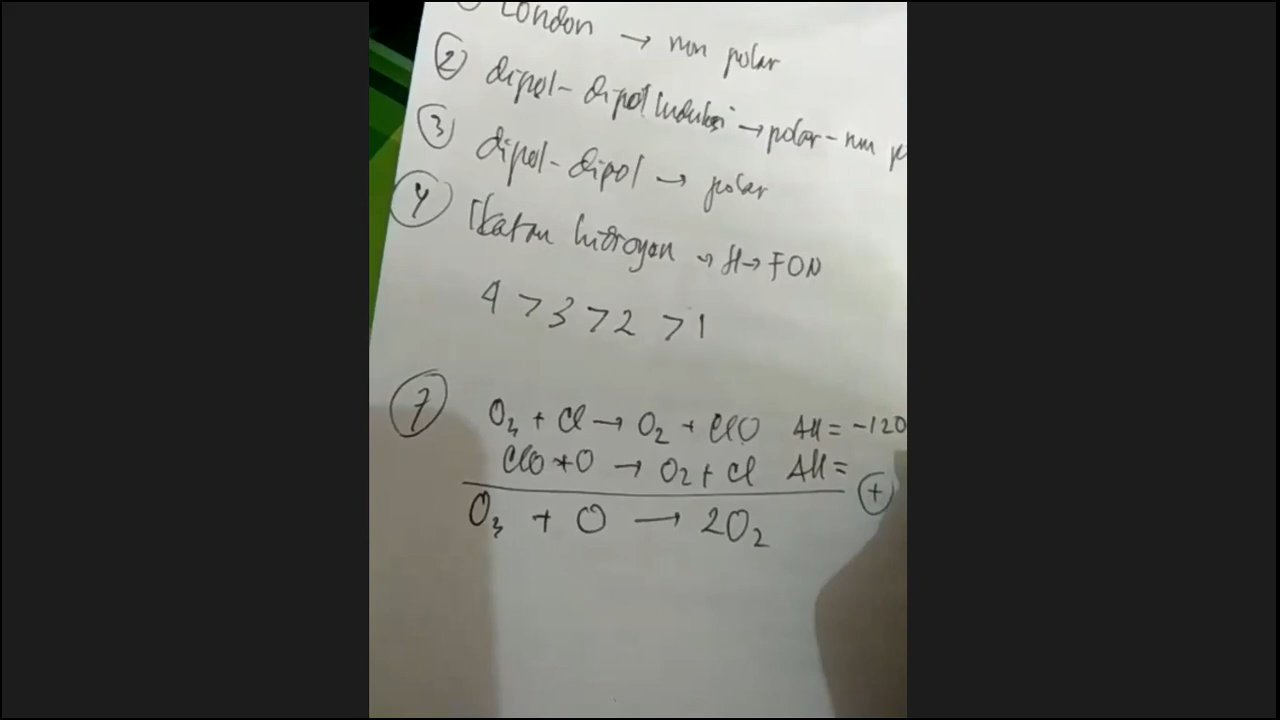 ① London → non polar
② dipol - dipol Induksi → polar - non p
③ dipol - dipol → polar
④ Ikatan hidrogen → H → FON
4 > 3 > 2 > 1
⑦ O₃ + Cl → O₂ + ClO ΔH = -120
ClO + O → O₂ + Cl ΔH =
⊕
O₃ + O → 2O₂